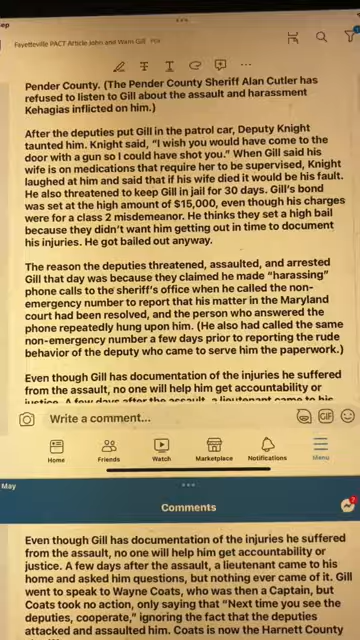 ep
Fayetteville PACT Article John and Wam Gill
Pender County. (The Pender County Sheriff Alan Cutler has
refused to listen to Gill about the assault and harassment
Kehagias inflicted on him.)
After the deputies put Gill in the patrol car, Deputy Knight
taunted him. Knight said, “I wish you would have come to the
door with a gun so I could have shot you.” When Gill said his
wife is on medications that require her to be supervised, Knight
laughed at him and said that if his wife died it would be his fault.
He also threatened to keep Gill in jail for 30 days. Gill's bond
was set at the high amount of $15,000, even though his charges
were for a class 2 misdemeanor. He thinks they set a high bail
because they didn't want him getting out in time to document
his injuries. He got bailed out anyway.
The reason the deputies threatened, assaulted, and arrested
Gill that day was because they claimed he made “harassing”
phone calls to the sheriff's office when he called the non-
emergency number to report that his matter in the Maryland
court had been resolved, and the person who answered the
phone repeatedly hung upon him. (He also had called the same
non-emergency number a few days prior to reporting the rude
behavior of the deputy who came to serve him the paperwork.)
Even though Gill has documentation of the injuries he suffered
from the assault, no one will help him get accountability or
justice. A few days after the assault, a lieutenant came to his
Write a comment...
GIF
Home Friends Watch Marketplace Notifications Menu
May
Comments
2
Even though Gill has documentation of the injuries he suffered
from the assault, no one will help him get accountability or
justice. A few days after the assault, a lieutenant came to his
home and asked him questions, but nothing ever came of it. Gill
went to speak to Wayne Coats, who was then a Captain, but
Coats took no action, only saying that “Next time you see the
deputies, cooperate,” ignoring the fact that the deputies
attacked and assaulted him. Coats is now the Harnett County